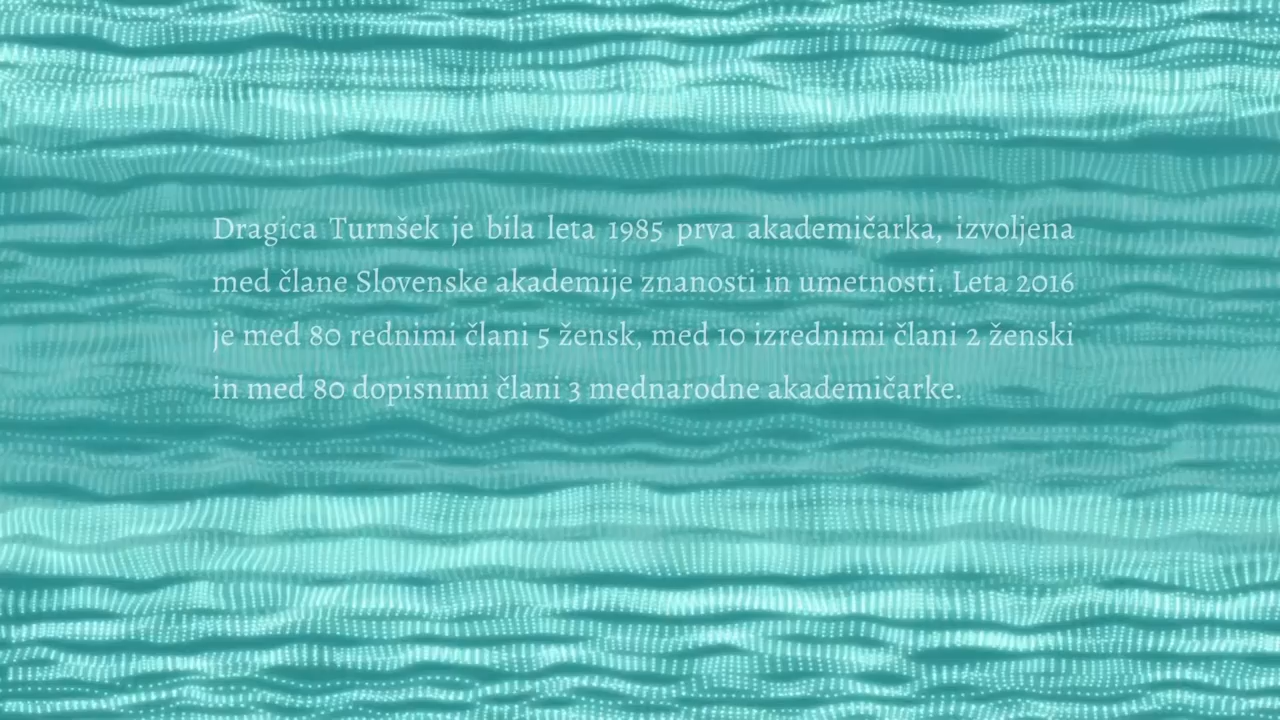 Dragica Turnšek je bila leta 1985 prva akademičarka, izvoljena
med člane Slovenske akademije znanosti in umetnosti. Leta 2016
je med 80 rednimi člani 5 žensk, med 10 izrednimi člani 2 ženski
in med 80 dopisnimi člani 3 mednarodne akademičarke.